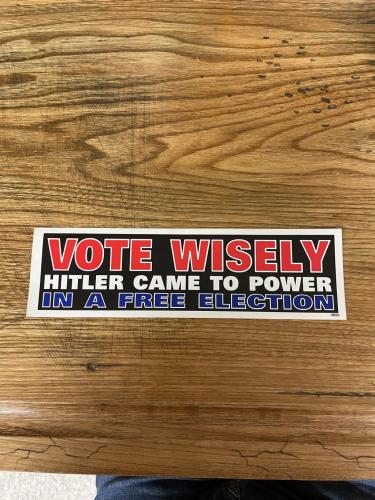 VOTE WISELY
HITLER CAME TO POWER
IN A FREE ELECTION